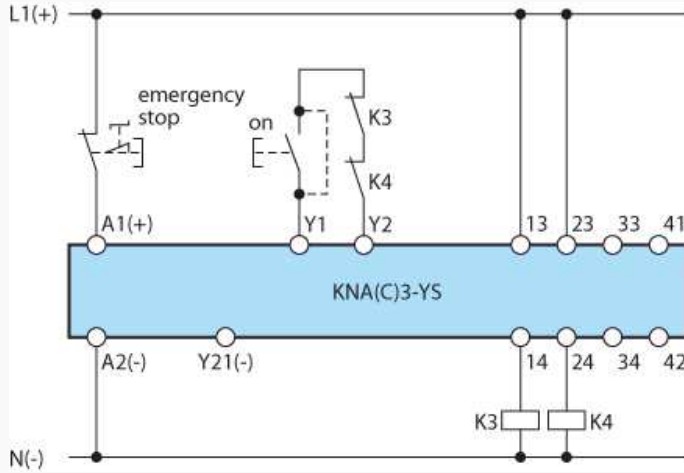 L1(+)
emergency
stop
on
K3
K4
A1(+)
Y1
Y2
13
23
33
41
KNA(C)3-YS
A2(-)
Y21(-)
14
24
34
42
K3
K4
N(-)